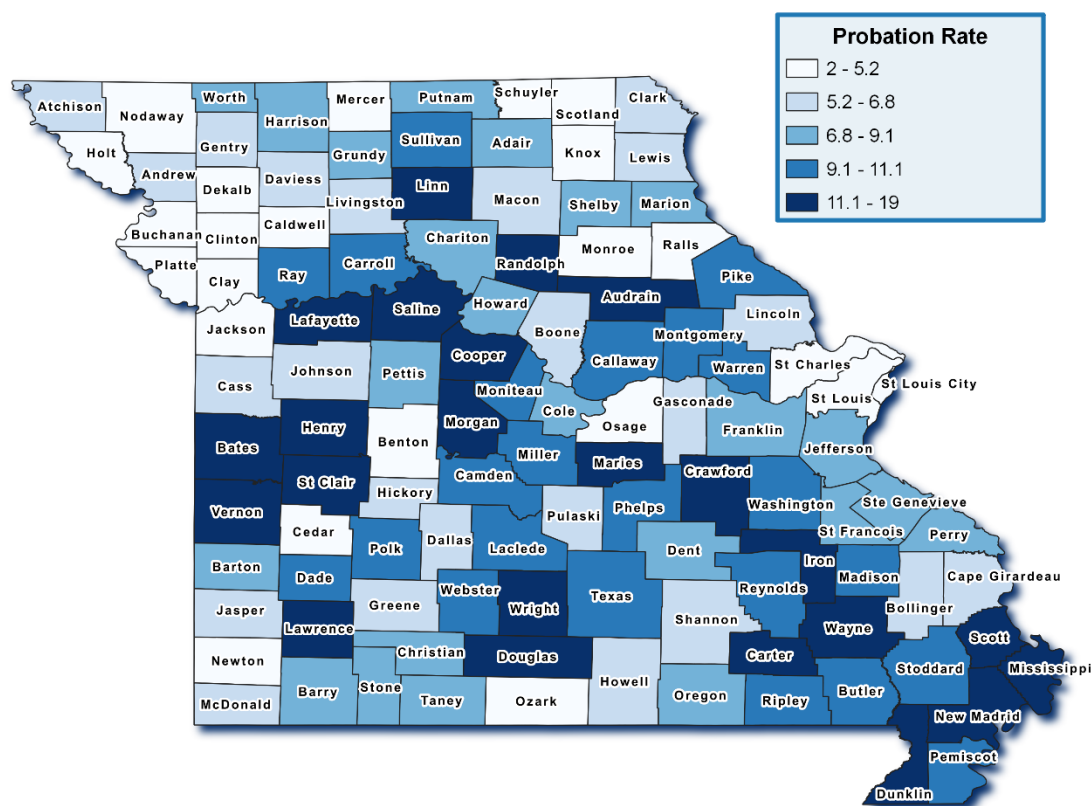 Probation Rate
2 - 5.2
5.2 - 6.8
6.8 - 9.1
9.1 - 11.1
11.1 - 19
Atchison
Nodaway
Worth
Harrison
Mercer
Putnam
Schuyler
Scotland
Clark
Holt
Gentry
Grundy
Sullivan
Adair
Knox
Lewis
Andrew
Dekalb
Daviess
Livingston
Linn
Macon
Shelby
Marion
Buchanan
Clinton
Caldwell
Chariton
Randolph
Monroe
Ralls
Platte
Clay
Ray
Carroll
Pike
Jackson
Lafayette
Saline
Howard
Boone
Audrain
Lincoln
Cass
Johnson
Pettis
Cooper
Moniteau
Callaway
Montgomery
Warren
St Charles
St Louis City
St Louis
Bates
Henry
Benton
Morgan
Cole
Osage
Gasconade
Franklin
Jefferson
Vernon
St Clair
Hickory
Camden
Miller
Maries
Crawford
Washington
Ste Genevieve
St Francois
Perry
Cedar
Polk
Dallas
Laclede
Pulaski
Phelps
Dent
Iron
Madison
Barton
Dade
Greene
Webster
Wright
Texas
Reynolds
Bollinger
Cape Girardeau
Jasper
Lawrence
Shannon
Wayne
Scott
Newton
Christian
Douglas
Carter
Stoddard
Mississippi
McDonald
Barry
Stone
Taney
Ozark
Howell
Oregon
Ripley
Butler
New Madrid
Pemiscot
Dunklin